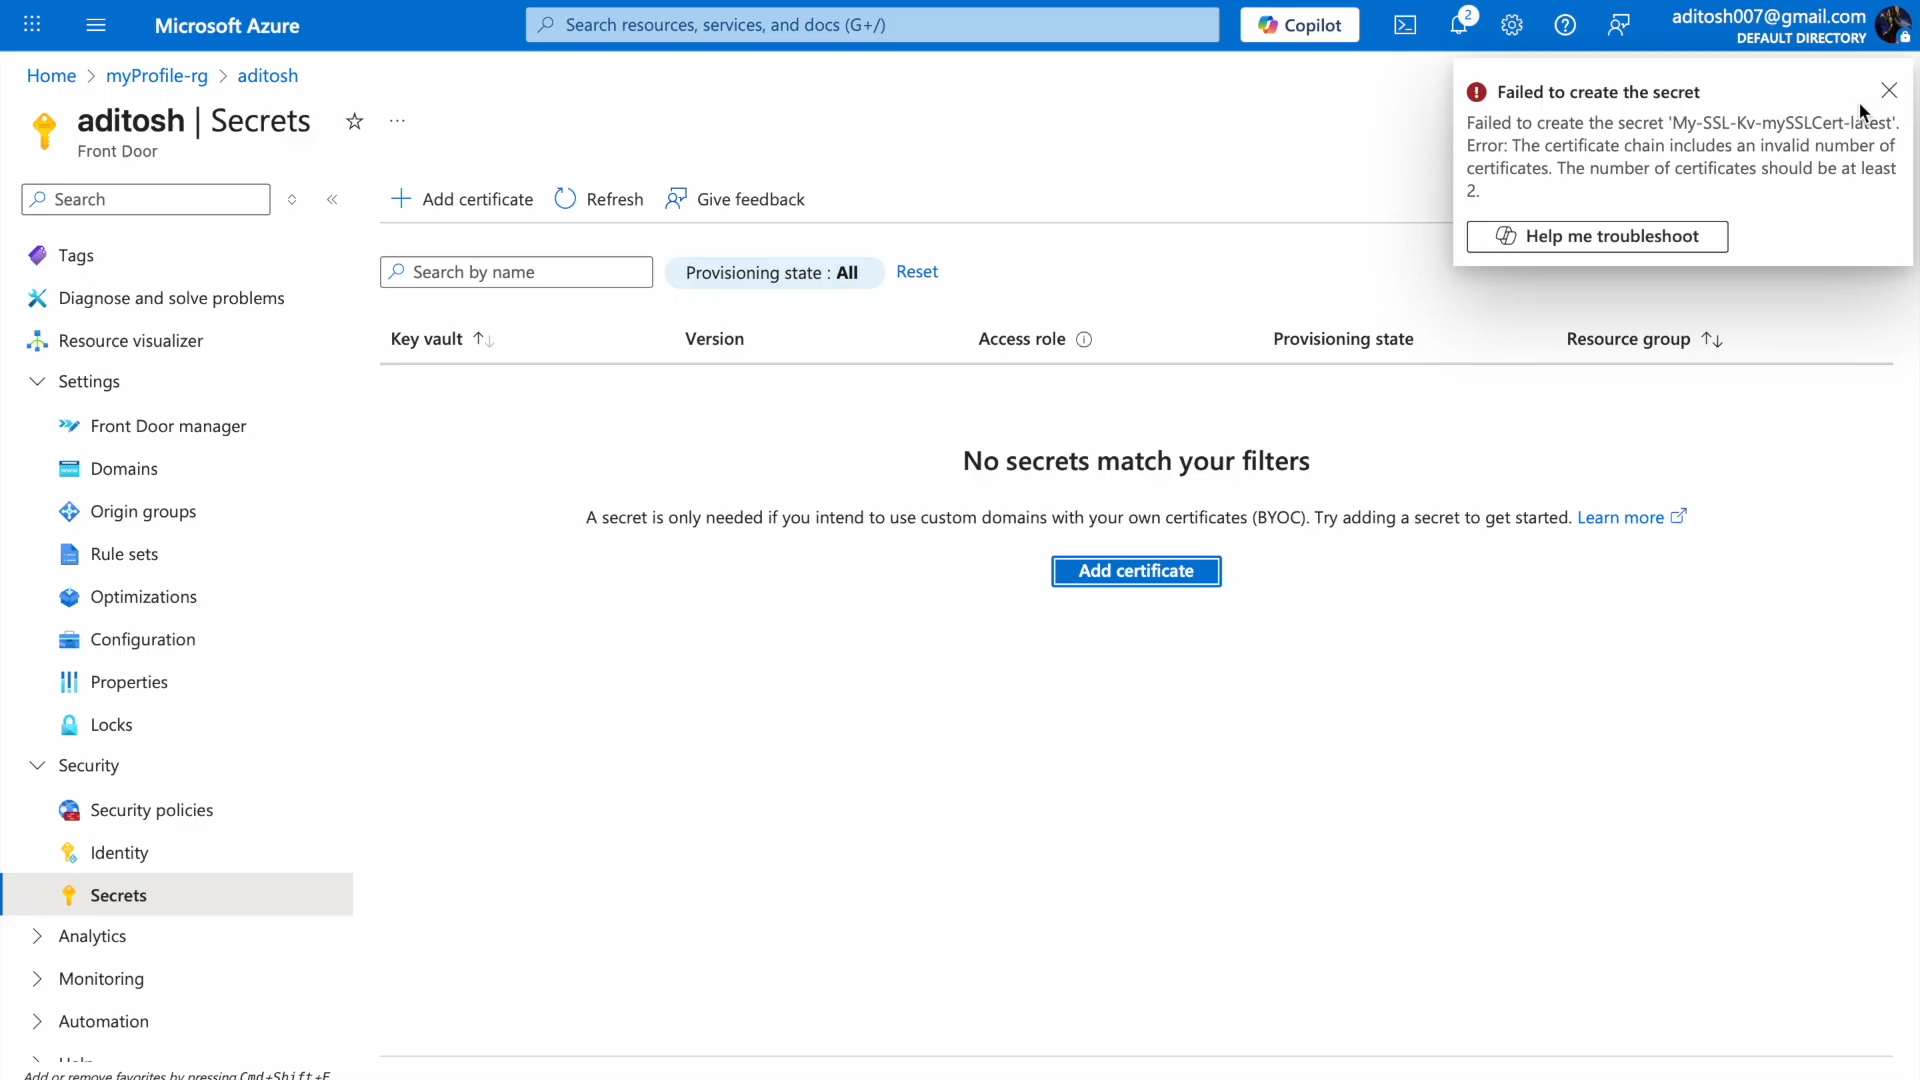 Microsoft Azure
Search resources, services, and docs (G+/)
Copilot
2
aditosh007@gmail.com
DEFAULT DIRECTORY
Home > myProfile-rg > aditosh
aditosh | Secrets
Front Door
Failed to create the secret
Failed to create the secret 'My-SSL-Kv-mySSLCert-latest'.
Error: The certificate chain includes an invalid number of
certificates. The number of certificates should be at least
2.
Help me troubleshoot
Search
Add certificate
Refresh
Give feedback
Tags
Diagnose and solve problems
Resource visualizer
Settings
Front Door manager
Domains
Origin groups
Rule sets
Optimizations
Configuration
Properties
Locks
Security
Security policies
Identity
Secrets
Analytics
Monitoring
Automation
Help
Add or remove favorites by pressing Cmd+Shift+F
Search by name
Provisioning state : All
Reset
Key vault
Version
Access role
Provisioning state
Resource group
No secrets match your filters
A secret is only needed if you intend to use custom domains with your own certificates (BYOC). Try adding a secret to get started. Learn more
Add certificate